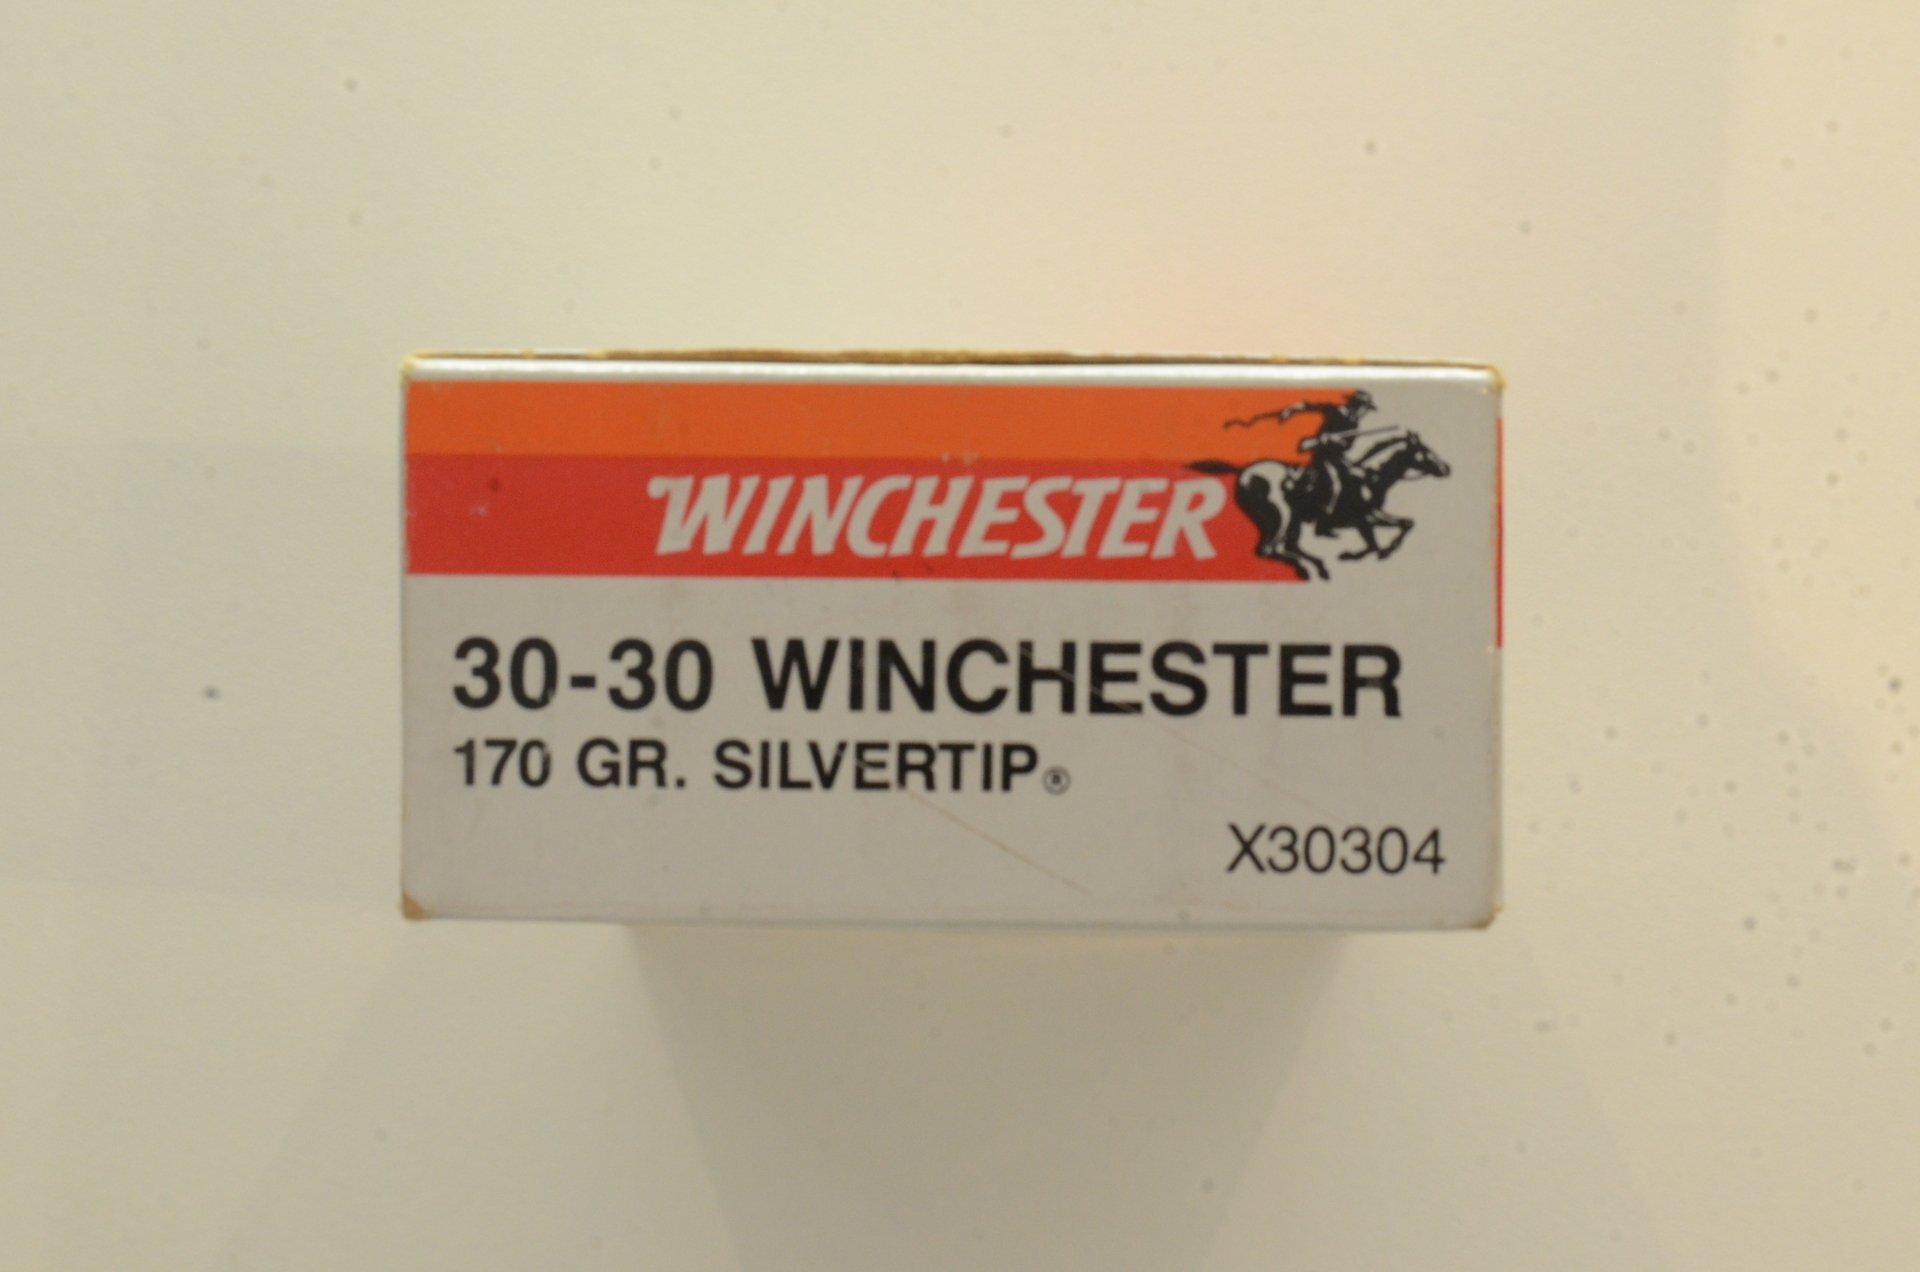 WINCHESTER
30-30 WINCHESTER
170 GR. SILVERTIP®
X30304